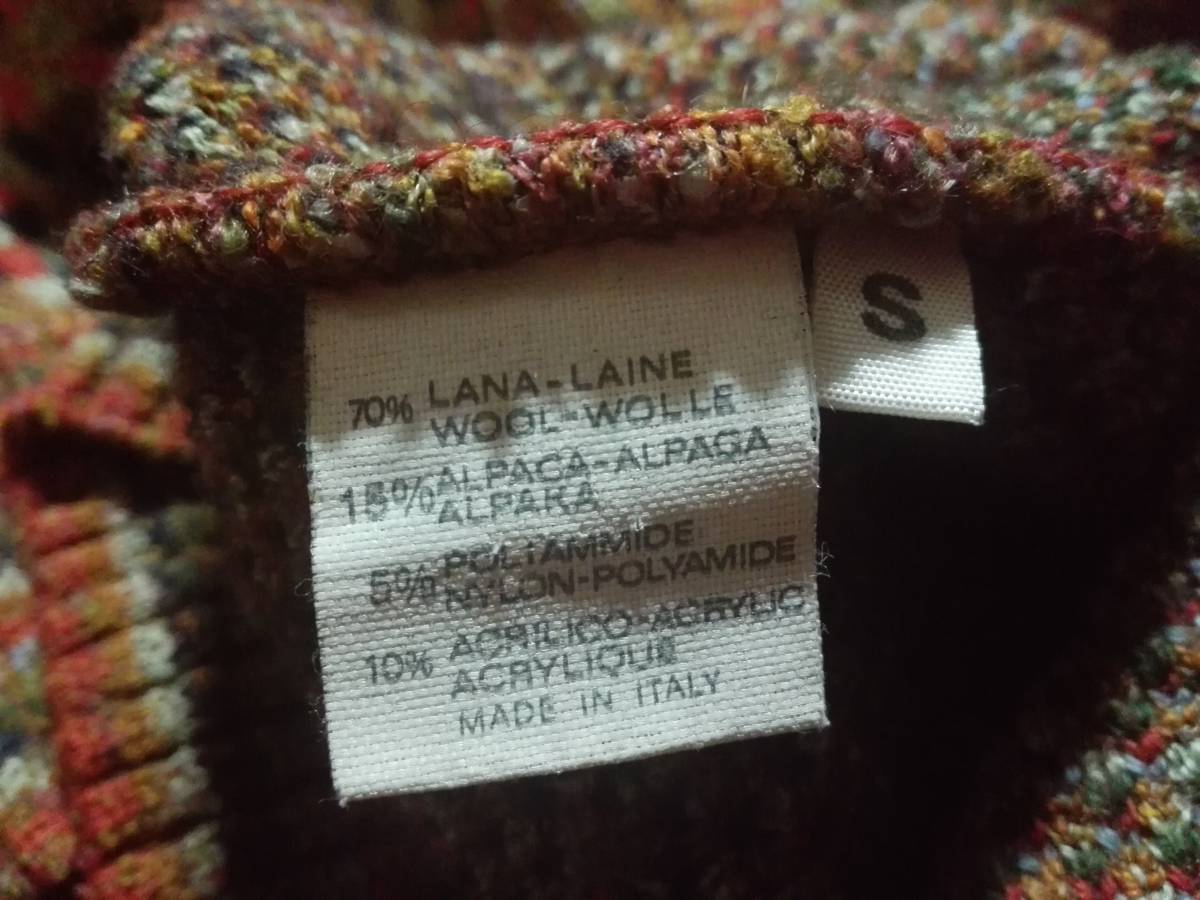 70% LANA-LAINE
WOOL-WOLLE
15% ALPACA-ALPAGA
ALPAKA
5% POLIAMMIDE
NYLON-POLYAMIDE
10% ACRILICO-ACRYLIC
ACRYLIQUE
MADE IN ITALY
S